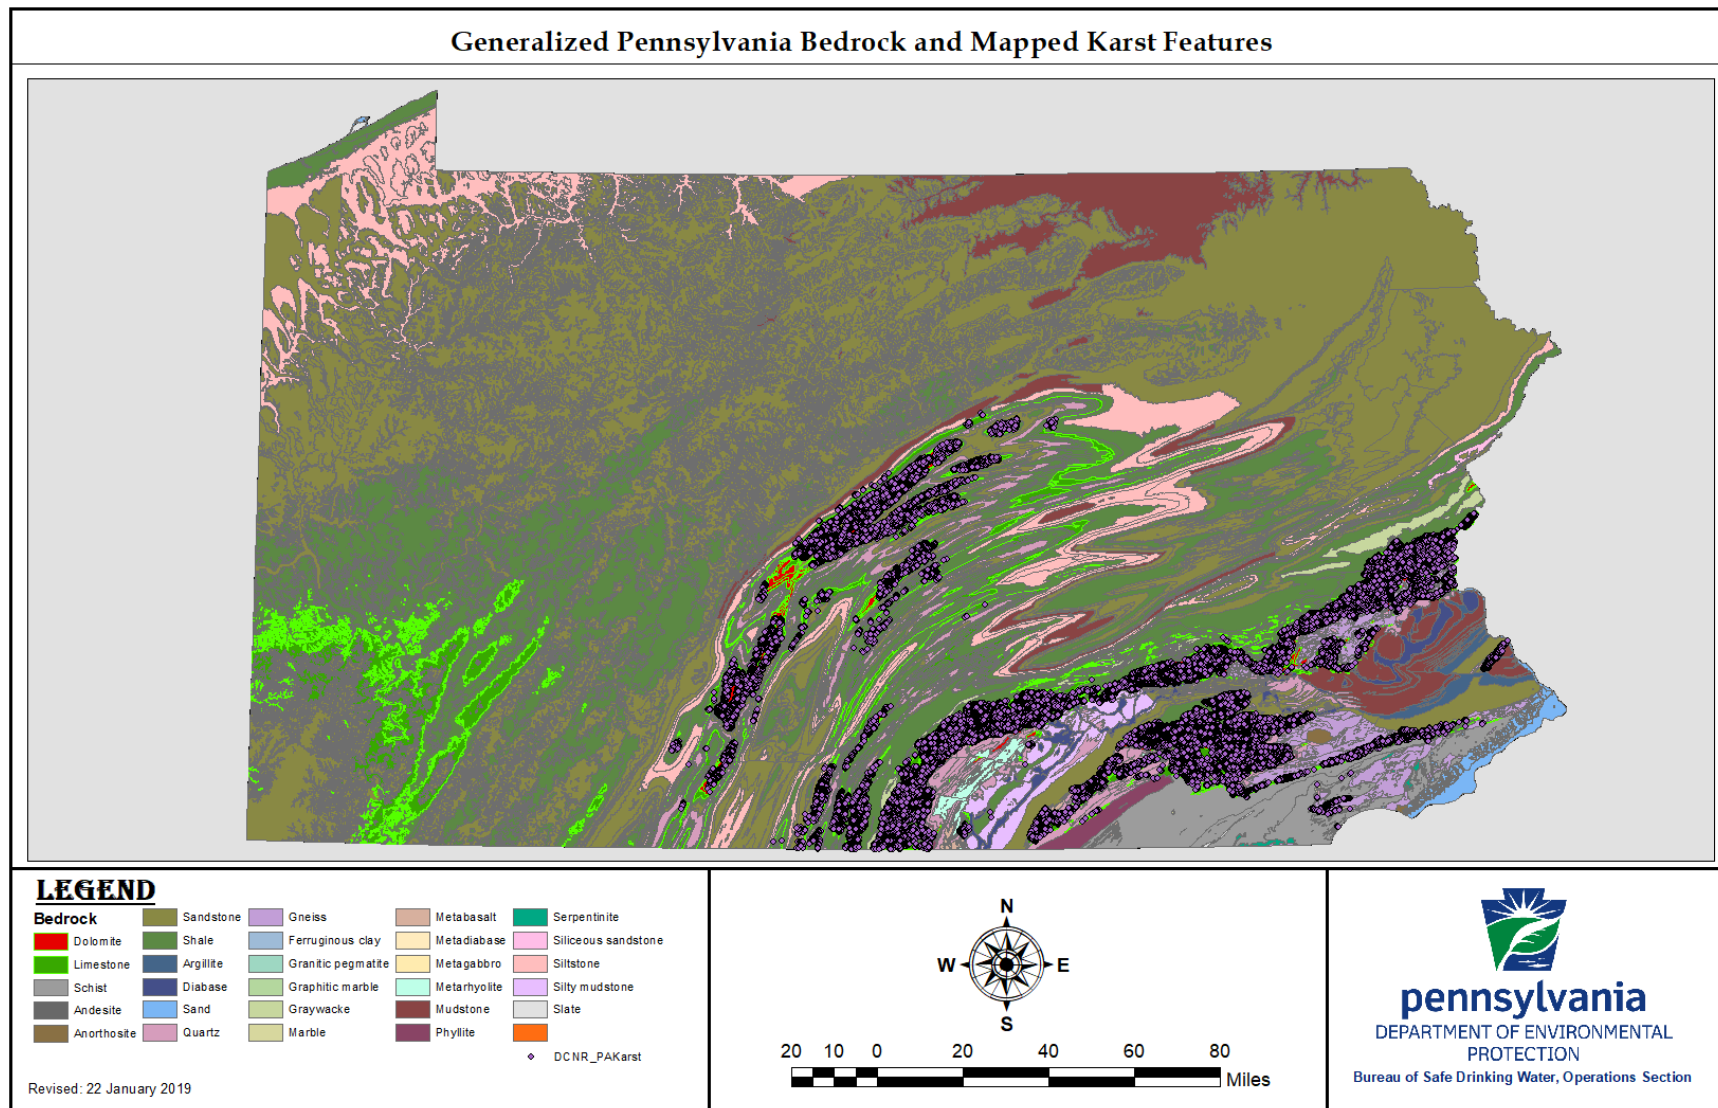 Generalized Pennsylvania Bedrock and Mapped Karst Features
LEGEND
Bedrock
Dolomite
Limestone
Schist
Andesite
Anorthosite
Sandstone
Shale
Argillite
Diabase
Sand
Quartz
Gneiss
Ferruginous clay
Granitic pegmatite
Graphitic marble
Graywacke
Marble
Metabasalt
Metadiabase
Metagabbro
Metarhyolite
Mudstone
Phyllite
Serpentinite
Siliceous sandstone
Siltstone
Silty mudstone
Slate
DCNR_PAKarst
Revised: 22 January 2019
N
W E
S
20 10 0 20 40 60 80
Miles
pennsylvania
DEPARTMENT OF ENVIRONMENTAL
PROTECTION
Bureau of Safe Drinking Water, Operations Section